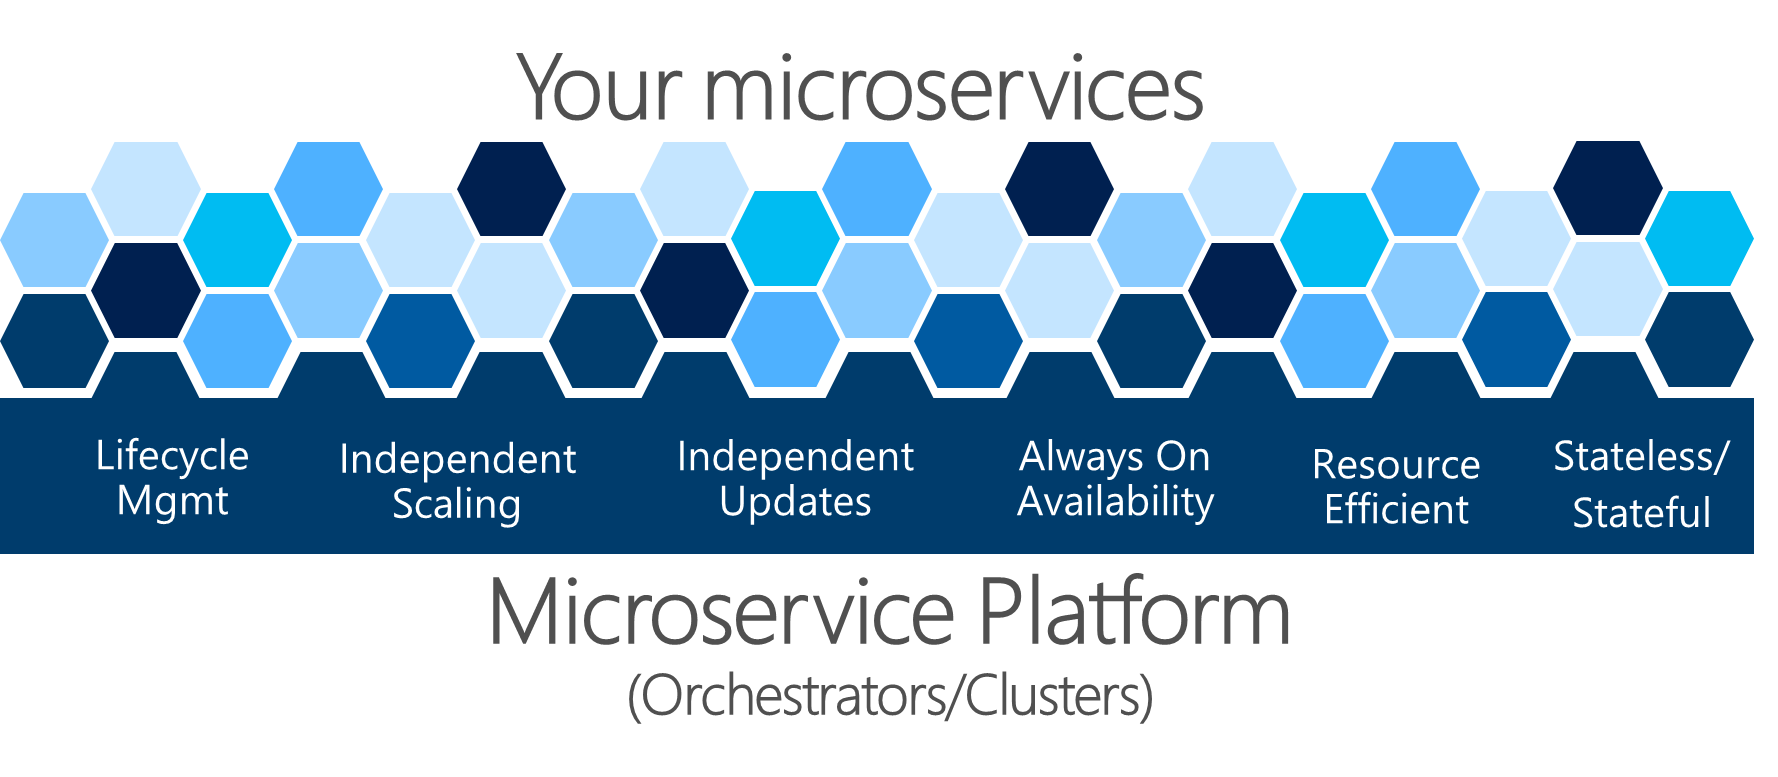 Your microservices
Lifecycle
Mgmt
Independent
Scaling
Independent
Updates
Always On
Availability
Resource
Efficient
Stateless/
Stateful
Microservice Platform
(Orchestrators/Clusters)